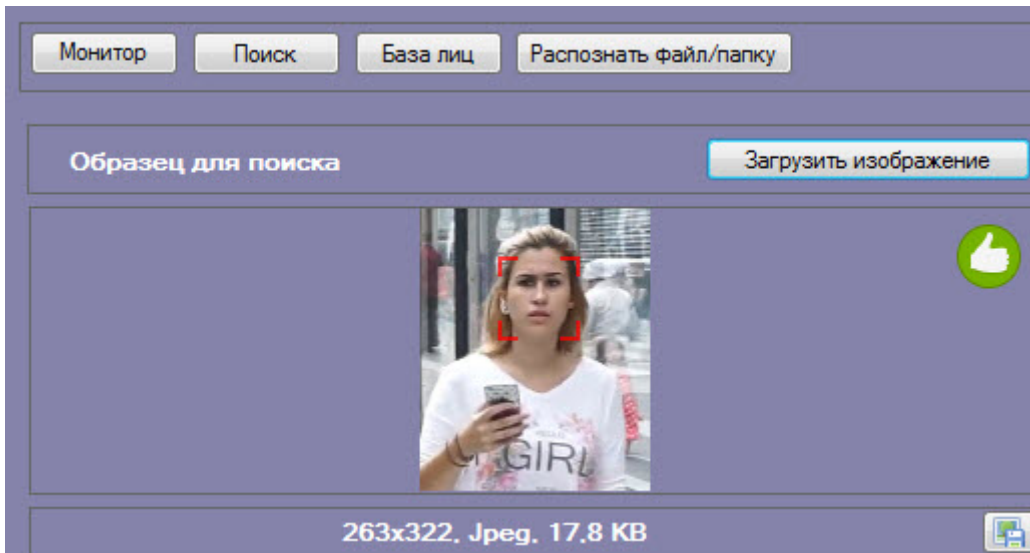 Монитор
Поиск
База лиц
Распознать файл/папку
Образец для поиска
Загрузить изображение
GIRL
263x322, Jpeg, 17,8 KB